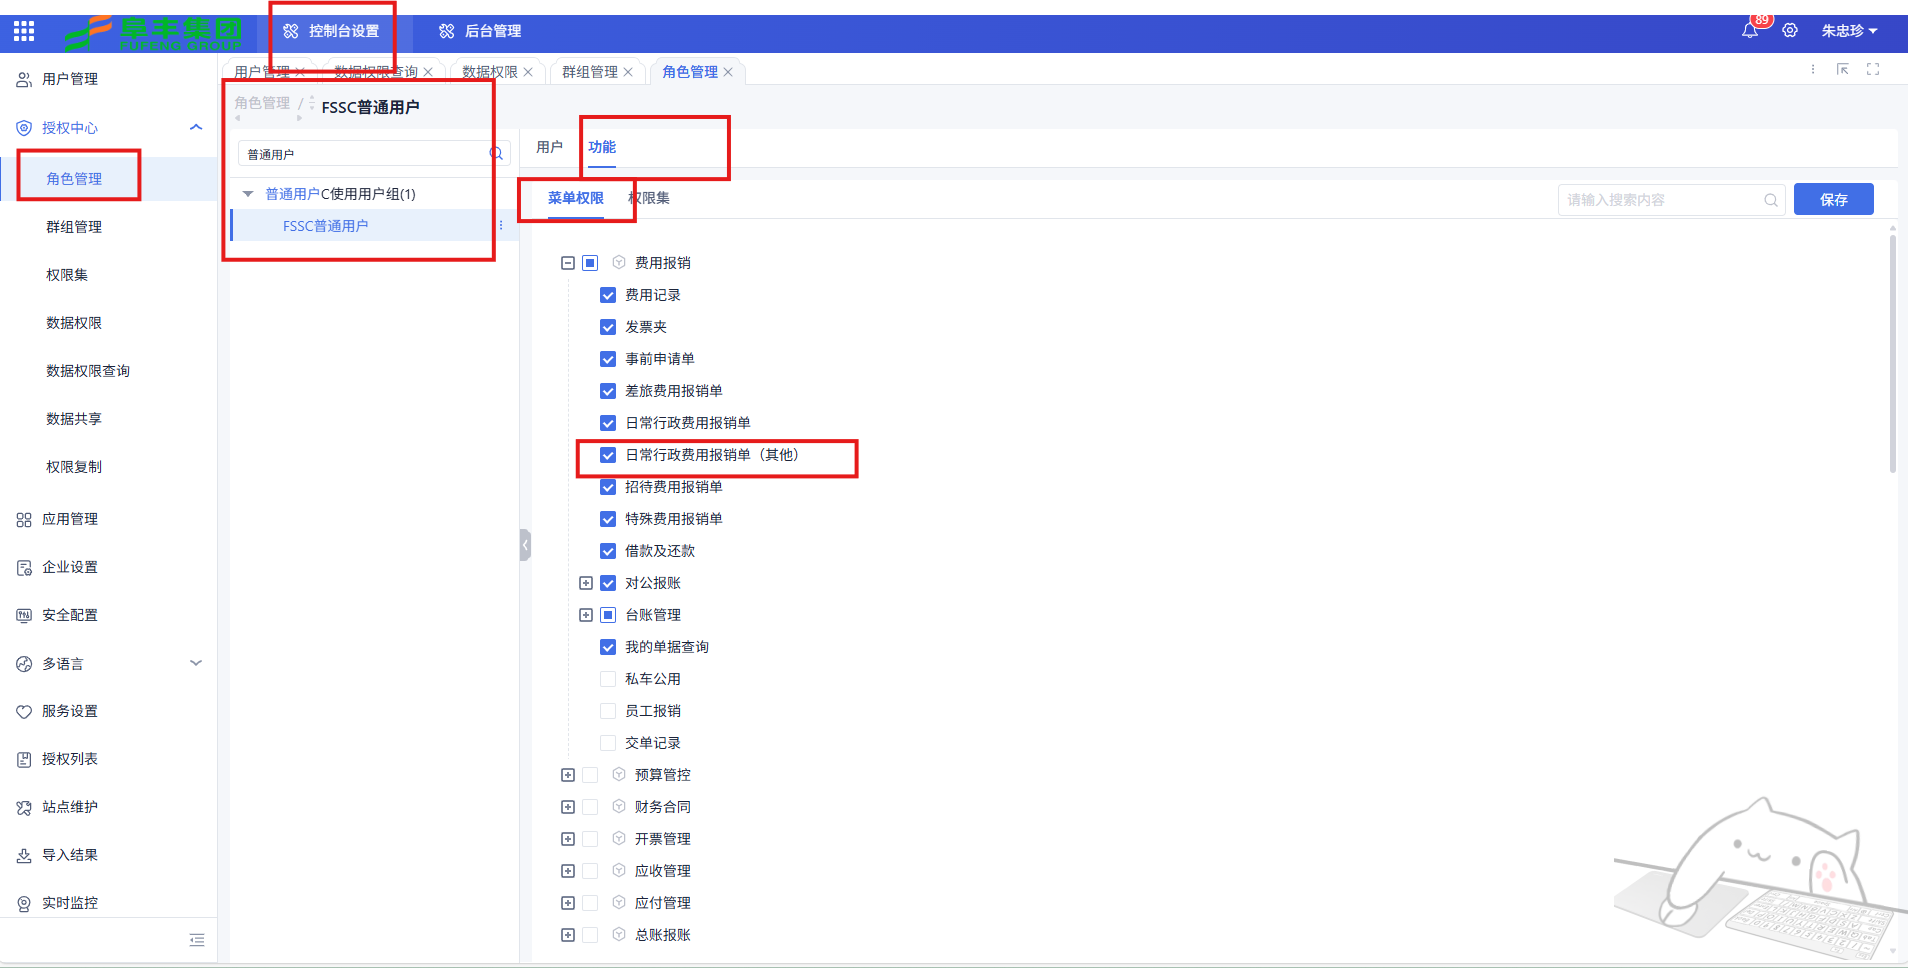 阜丰集团
FUFENG GROUP
控制台设置
后台管理
89
朱忠珍
用户管理
授权中心
角色管理
群组管理
权限集
数据权限
数据权限查询
数据共享
权限复制
应用管理
企业设置
安全配置
多语言
服务设置
授权列表
站点维护
导入结果
实时监控
用户管理
数据权限查询
数据权限
群组管理
角色管理
角色管理 / FSSC普通用户
普通用户
普通用户C使用用户组(1)
FSSC普通用户
用户
功能
菜单权限
权限集
请输入搜索内容
保存
费用报销
费用记录
发票夹
事前申请单
差旅费用报销单
日常行政费用报销单
日常行政费用报销单（其他）
招待费用报销单
特殊费用报销单
借款及还款
对公报账
台账管理
我的单据查询
私车公用
员工报销
交单记录
预算管控
财务合同
开票管理
应收管理
应付管理
总账报账